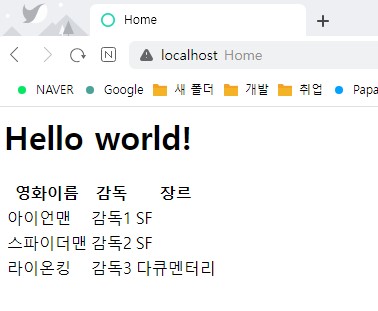 Home
N
localhost Home
NAVER Google 새 폴더 개발 취업 Papa
Hello world!
영화이름 감독 장르
아이언맨 감독1 SF
스파이더맨 감독2 SF
라이온킹 감독3 다큐멘터리